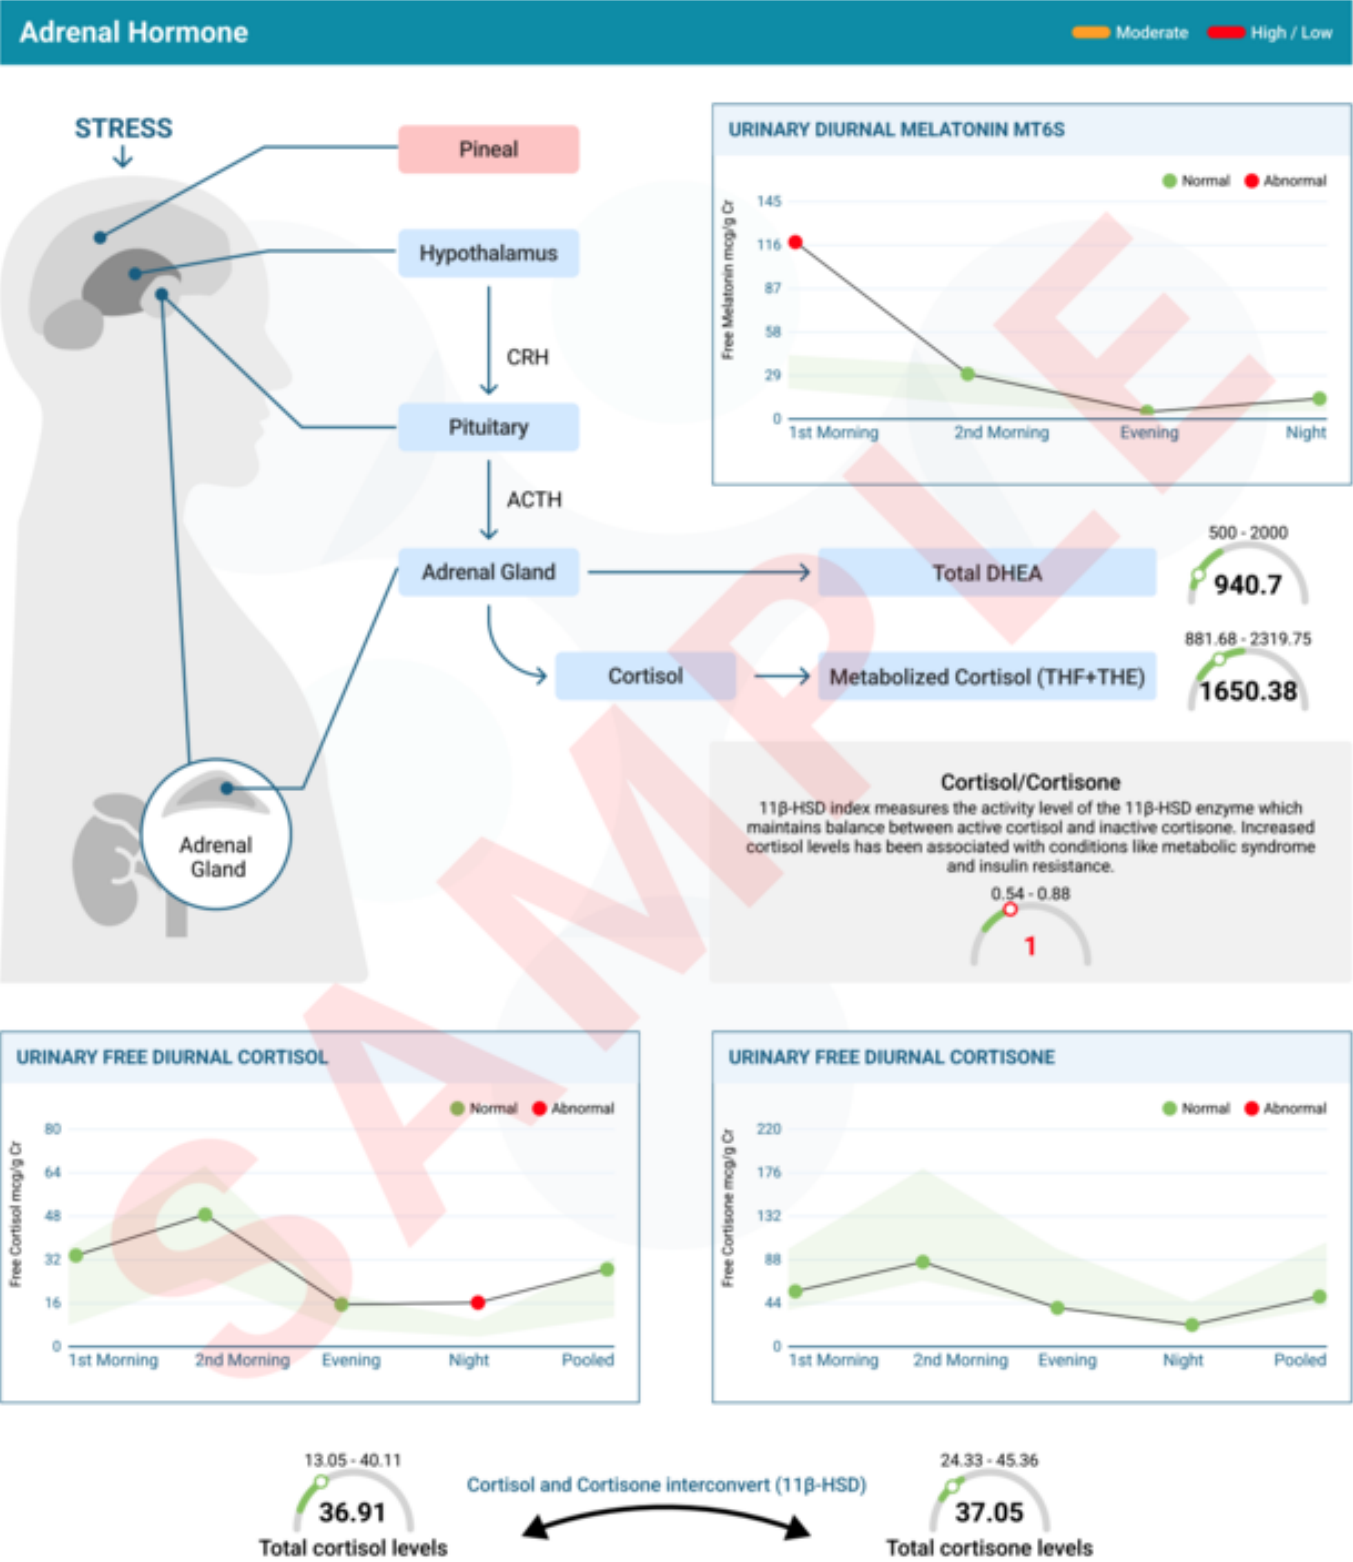 Adrenal Hormone
Moderate
High / Low
STRESS
Pineal
Hypothalamus
CRH
Pituitary
ACTH
Adrenal Gland
Cortisol
Adrenal
Gland
URINARY DIURNAL MELATONIN MT6S
Normal
Abnormal
Free Melatonin mcg/g Cr
145
116
87
58
29
0
1st Morning
2nd Morning
Evening
Night
Total DHEA
500 - 2000
940.7
Metabolized Cortisol (THF+THE)
881.68 - 2319.75
1650.38
Cortisol/Cortisone
11β-HSD index measures the activity level of the 11β-HSD enzyme which
maintains balance between active cortisol and inactive cortisone. Increased
cortisol levels has been associated with conditions like metabolic syndrome
and insulin resistance.
0.54 - 0.88
1
URINARY FREE DIURNAL CORTISOL
Normal
Abnormal
Free Cortisol mcg/g Cr
80
64
48
32
16
0
1st Morning
2nd Morning
Evening
Night
Pooled
URINARY FREE DIURNAL CORTISONE
Normal
Abnormal
Free Cortisone mcg/g Cr
220
176
132
88
44
0
1st Morning
2nd Morning
Evening
Night
Pooled
13.05 - 40.11
36.91
Total cortisol levels
Cortisol and Cortisone interconvert (11β-HSD)
24.33 - 45.36
37.05
Total cortisone levels
SAMPLE